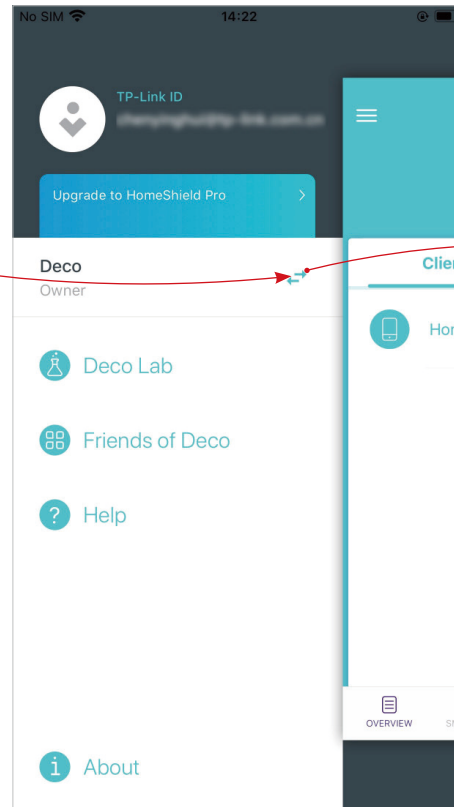 No SIM
14:22
TP-Link ID
Upgrade to HomeShield Pro
Deco
Owner
Deco Lab
Friends of Deco
Help
About
OVERVIEW